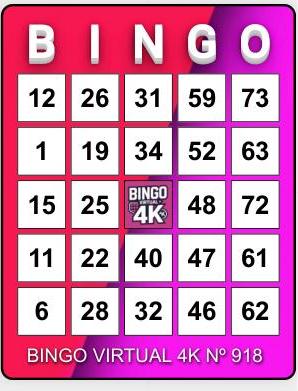 B I N G O
12 26 31 59 73
1 19 34 52 63
15 25 BINGO VIRTUAL 4K 48 72
11 22 40 47 61
6 28 32 46 62
BINGO VIRTUAL 4K Nº 918